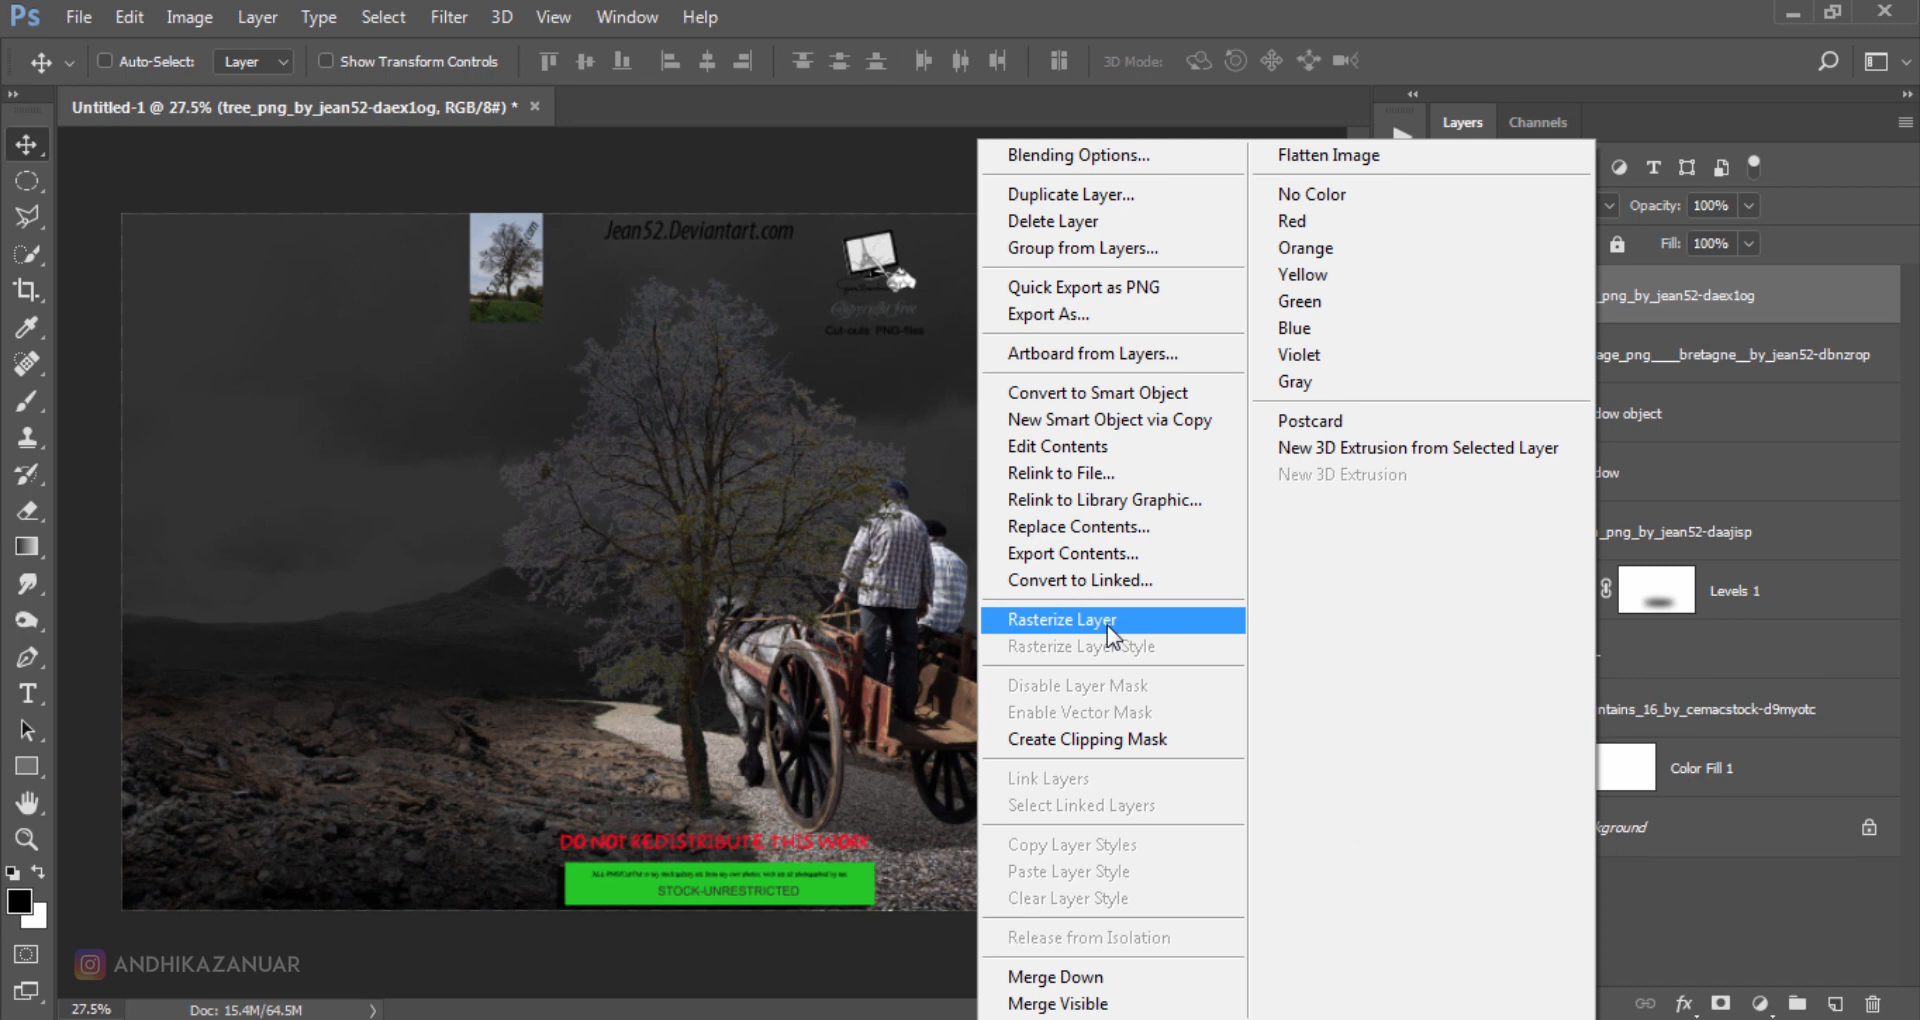 Ps File Edit Image Layer Type Select Filter 3D View Window Help
Auto-Select: Layer Show Transform Controls 3D Mode:
Untitled-1 @ 27.5% (tree_png_by_jean52-daex1og, RGB/8#) *
Layers Channels
Blending Options...
Duplicate Layer...
Delete Layer
Group from Layers...
Quick Export as PNG
Export As...
Artboard from Layers...
Convert to Smart Object
New Smart Object via Copy
Edit Contents
Relink to File...
Relink to Library Graphic...
Replace Contents...
Export Contents...
Convert to Linked...
Rasterize Layer
Rasterize Layer Style
Disable Layer Mask
Enable Vector Mask
Create Clipping Mask
Link Layers
Select Linked Layers
Copy Layer Styles
Paste Layer Style
Clear Layer Style
Release from Isolation
Merge Down
Merge Visible
Flatten Image
No Color
Red
Orange
Yellow
Green
Blue
Violet
Gray
Postcard
New 3D Extrusion from Selected Layer
New 3D Extrusion
Opacity: 100%
Fill: 100%
_png_by_jean52-daex1og
age_png____bretagne__by_jean52-dbnzrop
dow object
dow
_png_by_jean52-daajisp
Levels 1
ntains_16_by_cemacstock-d9myotc
Color Fill 1
kground
fx
Jean52.Deviantart.com
Copyright free
Cut-outs PNG-files
DO NOT REDISTRIBUTE THIS WORK
STOCK-UNRESTRICTED
ANDHIKAZANUAR
27.5% Doc: 15.4M/64.5M